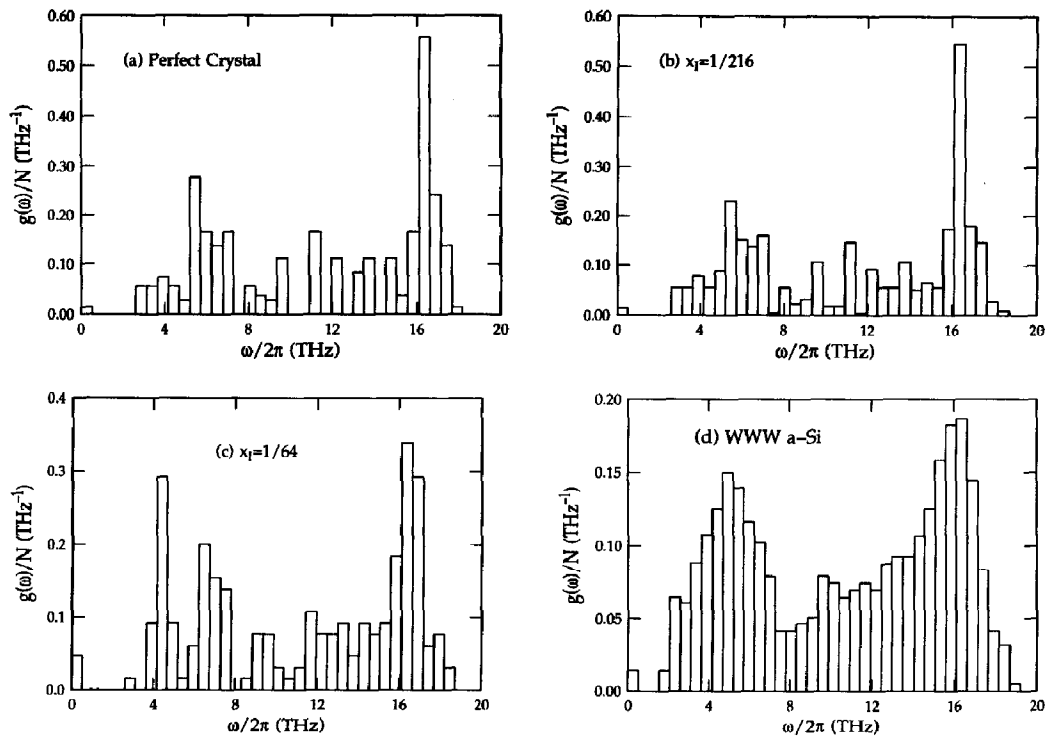 0.60
0.50
0.40
0.30
0.20
0.10
0.00
g(ω)/N (THz⁻¹)
(a) Perfect Crystal
0 4 8 12 16 20
ω/2π (THz)
0.60
0.50
0.40
0.30
0.20
0.10
0.00
g(ω)/N (THz⁻¹)
(b) x_I=1/216
0 4 8 12 16 20
ω/2π (THz)
0.4
0.3
0.2
0.1
0.0
g(ω)/N (THz⁻¹)
(c) x_I=1/64
0 4 8 12 16 20
ω/2π (THz)
0.20
0.15
0.10
0.05
0.00
g(ω)/N (THz⁻¹)
(d) WWW a-Si
0 4 8 12 16 20
ω/2π (THz)